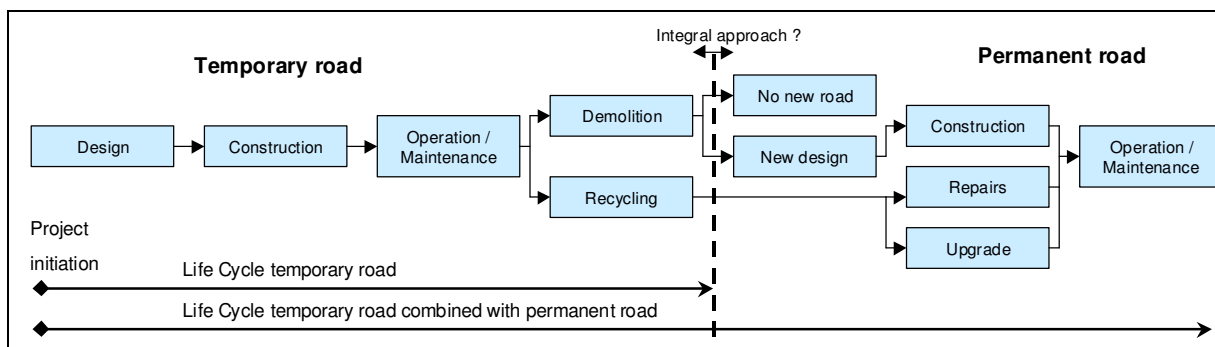 Integral approach ?
Temporary road
Permanent road
Design
Construction
Operation /
Maintenance
Demolition
Recycling
No new road
New design
Construction
Repairs
Upgrade
Operation /
Maintenance
Project
initiation
Life Cycle temporary road
Life Cycle temporary road combined with permanent road